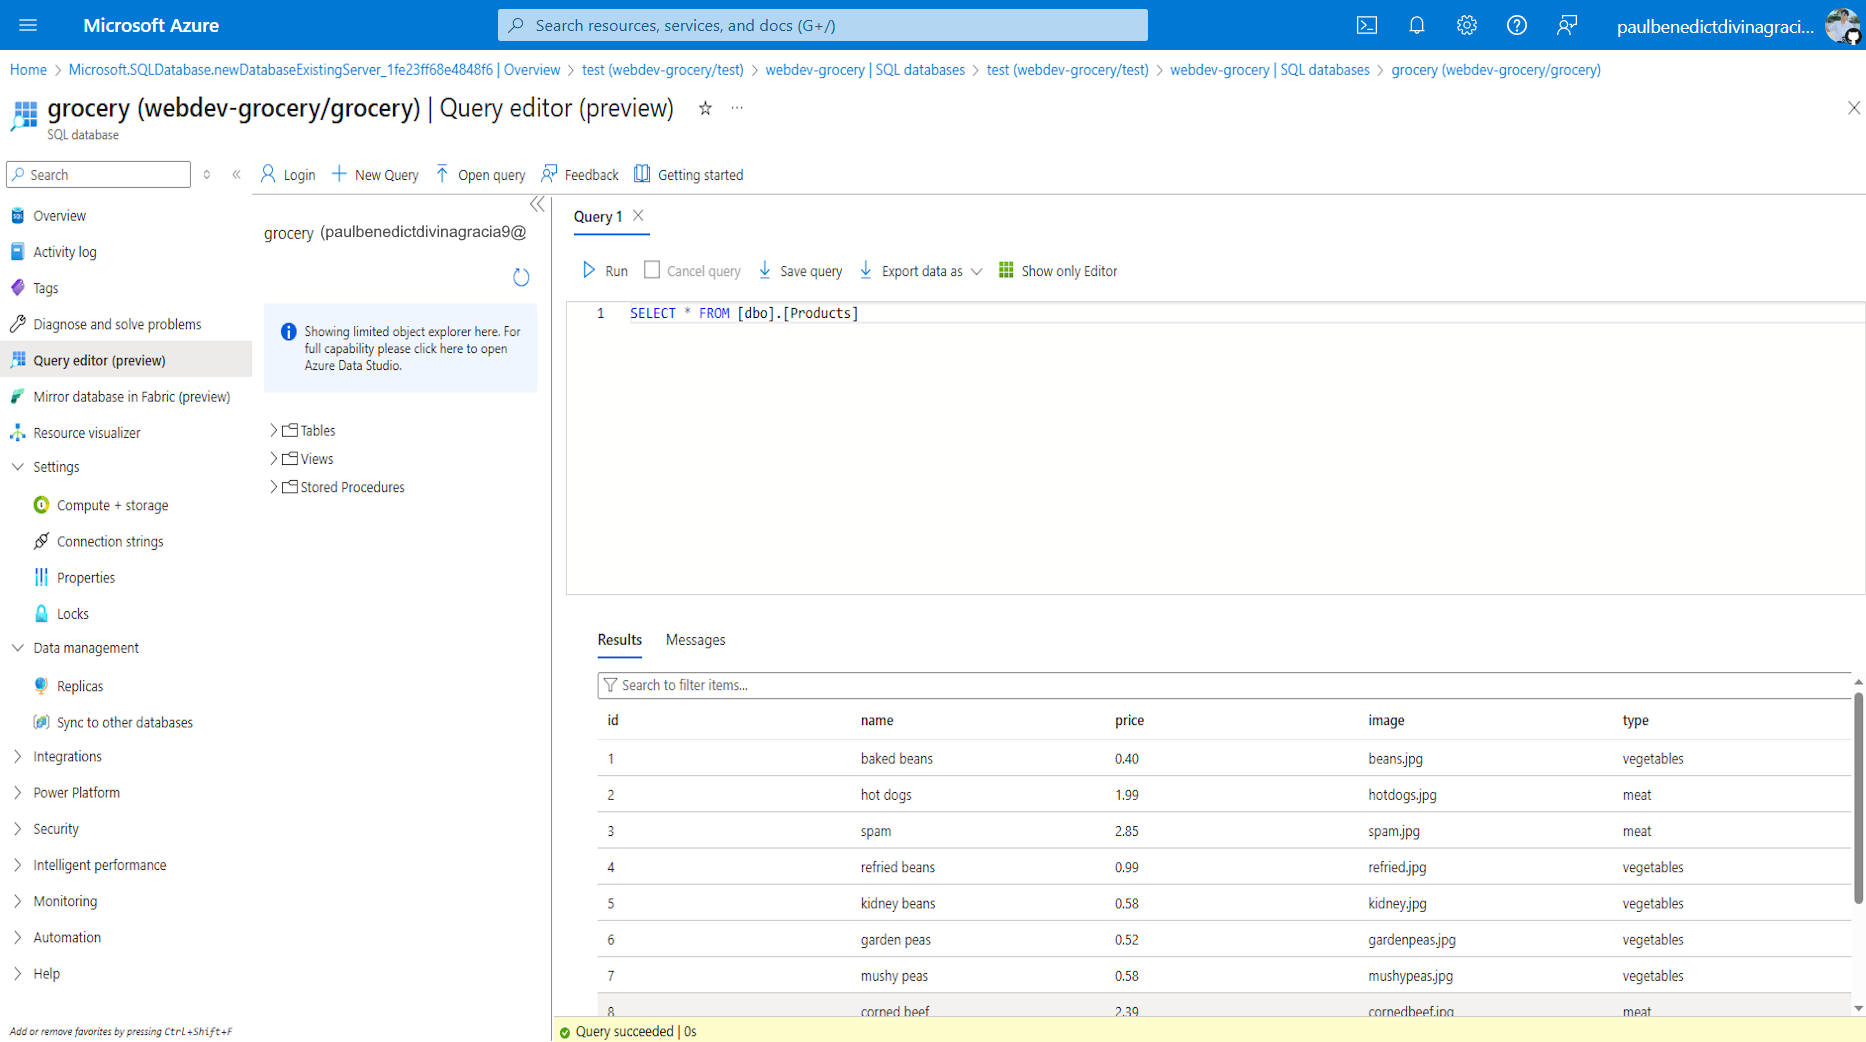 Microsoft Azure
Search resources, services, and docs (G+/)
paulbenedictdivinagraci...
Home > Microsoft.SQLDatabase.newDatabaseExistingServer_1fe23ff68e4848f6 | Overview > test (webdev-grocery/test) > webdev-grocery | SQL databases > test (webdev-grocery/test) > webdev-grocery | SQL databases > grocery (webdev-grocery/grocery)
grocery (webdev-grocery/grocery) | Query editor (preview)
SQL database
Search
Overview
Activity log
Tags
Diagnose and solve problems
Query editor (preview)
Mirror database in Fabric (preview)
Resource visualizer
Settings
Compute + storage
Connection strings
Properties
Locks
Data management
Replicas
Sync to other databases
Integrations
Power Platform
Security
Intelligent performance
Monitoring
Automation
Help
Add or remove favorites by pressing Ctrl+Shift+F
Login New Query Open query Feedback Getting started
grocery (paulbenedictdivinagracia9@
Showing limited object explorer here. For
full capability please click here to open
Azure Data Studio.
Tables
Views
Stored Procedures
Query 1
Run Cancel query Save query Export data as Show only Editor
1 SELECT * FROM [dbo].[Products]
Results Messages
Search to filter items...
id name price image type
1 baked beans 0.40 beans.jpg vegetables
2 hot dogs 1.99 hotdogs.jpg meat
3 spam 2.85 spam.jpg meat
4 refried beans 0.99 refried.jpg vegetables
5 kidney beans 0.58 kidney.jpg vegetables
6 garden peas 0.52 gardenpeas.jpg vegetables
7 mushy peas 0.58 mushypeas.jpg vegetables
8 corned beef 2.39 cornedbeef.jpg meat
Query succeeded | 0s